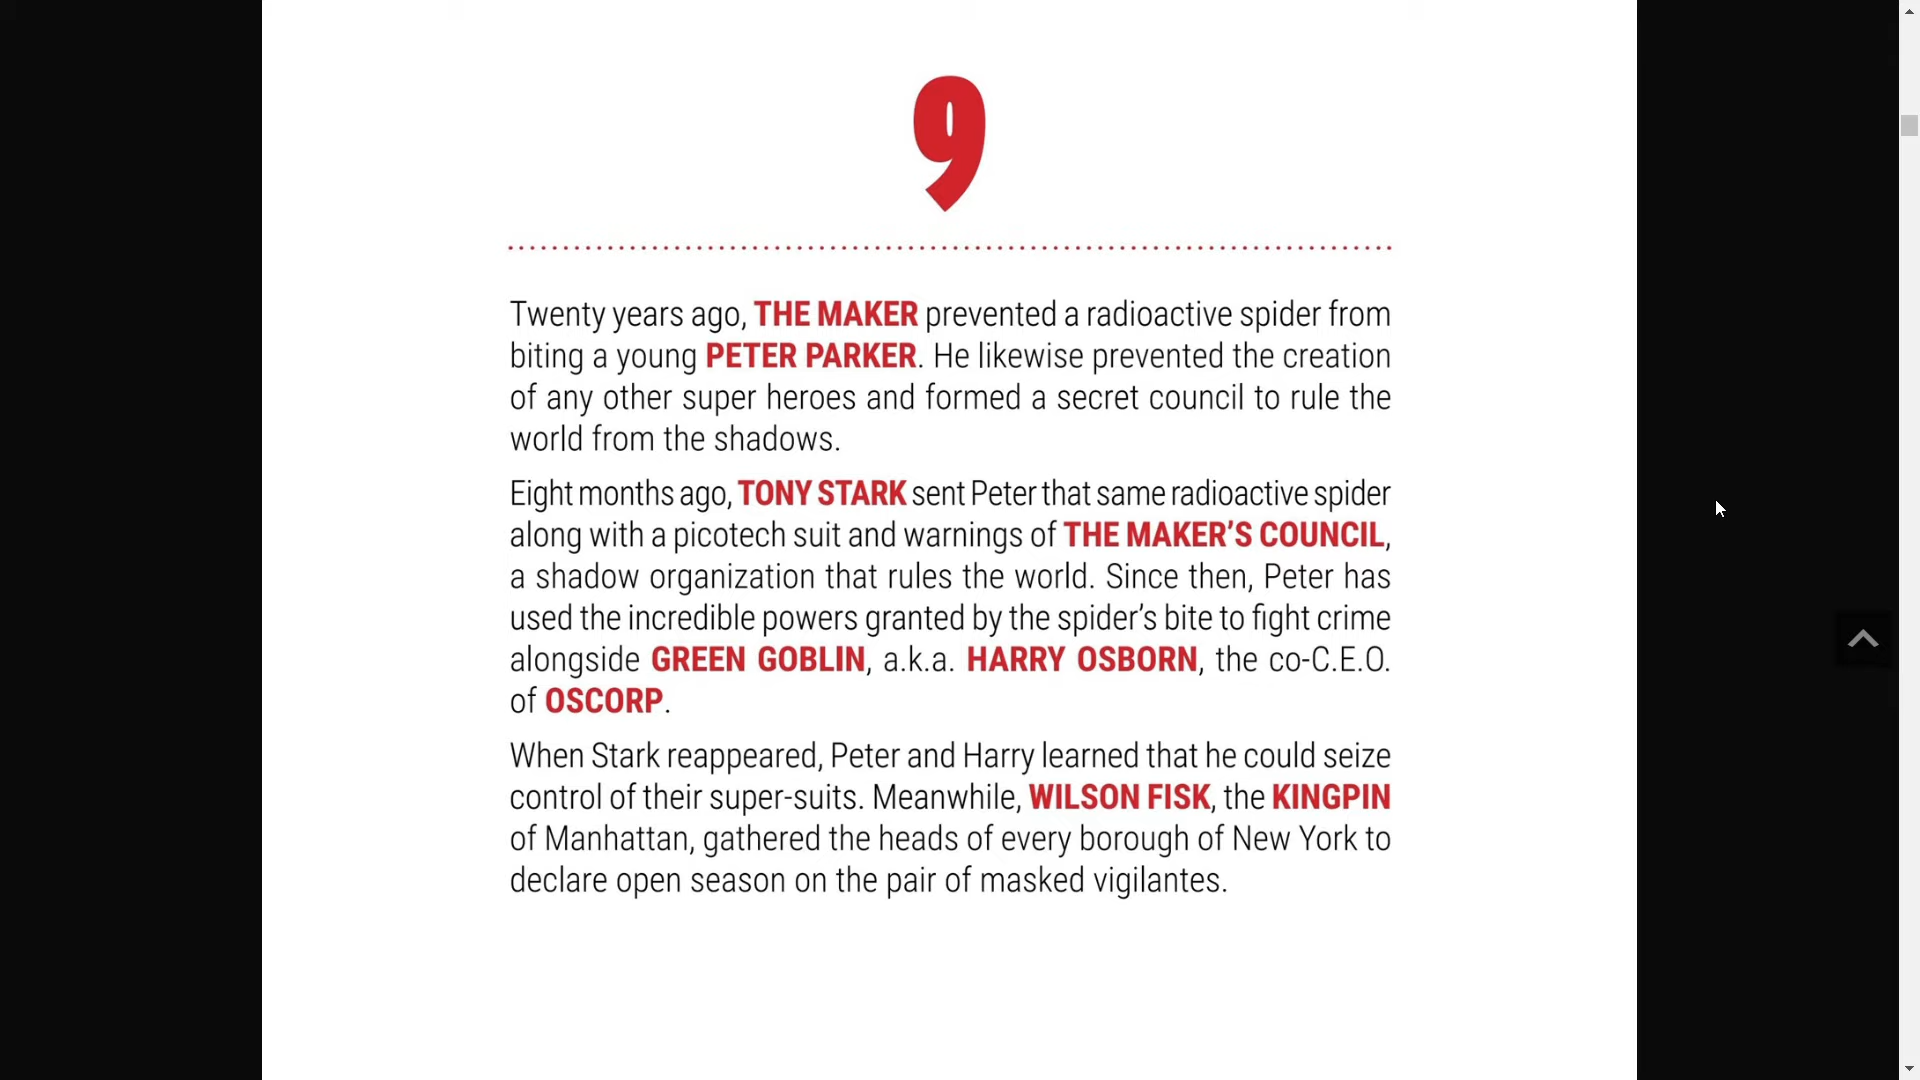 9
Twenty years ago, THE MAKER prevented a radioactive spider from
biting a young PETER PARKER. He likewise prevented the creation
of any other super heroes and formed a secret council to rule the
world from the shadows.
Eight months ago, TONY STARK sent Peter that same radioactive spider
along with a picotech suit and warnings of THE MAKER’S COUNCIL,
a shadow organization that rules the world. Since then, Peter has
used the incredible powers granted by the spider’s bite to fight crime
alongside GREEN GOBLIN, a.k.a. HARRY OSBORN, the co-C.E.O.
of OSCORP.
When Stark reappeared, Peter and Harry learned that he could seize
control of their super-suits. Meanwhile, WILSON FISK, the KINGPIN
of Manhattan, gathered the heads of every borough of New York to
declare open season on the pair of masked vigilantes.